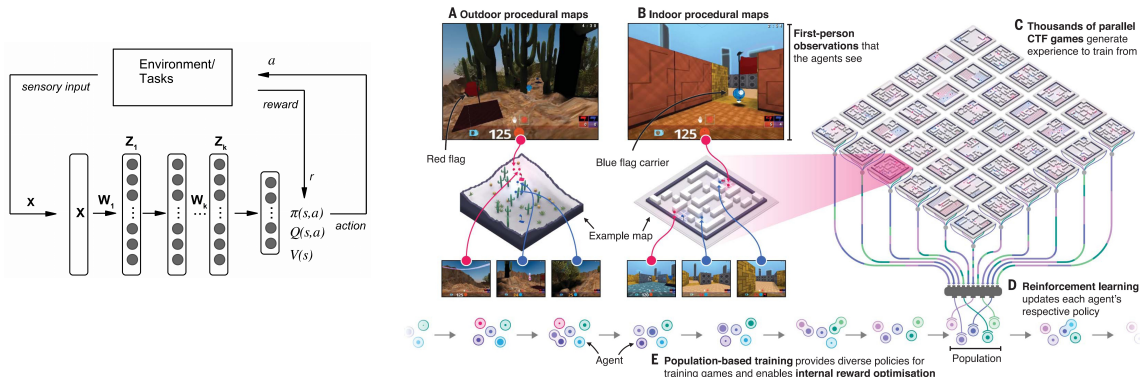 Environment/
Tasks
a
sensory input
reward
Z1
Zk
r
x
X
W1
Wk
π(s,a)
Q(s,a)
V(s)
action
A Outdoor procedural maps
B Indoor procedural maps
First-person
observations that
the agents see
C Thousands of parallel
CTF games generate
experience to train from
125
125
Red flag
Blue flag carrier
Example map
D Reinforcement learning
updates each agent's
respective policy
Agent
Population
E Population-based training provides diverse policies for
training games and enables internal reward optimisation